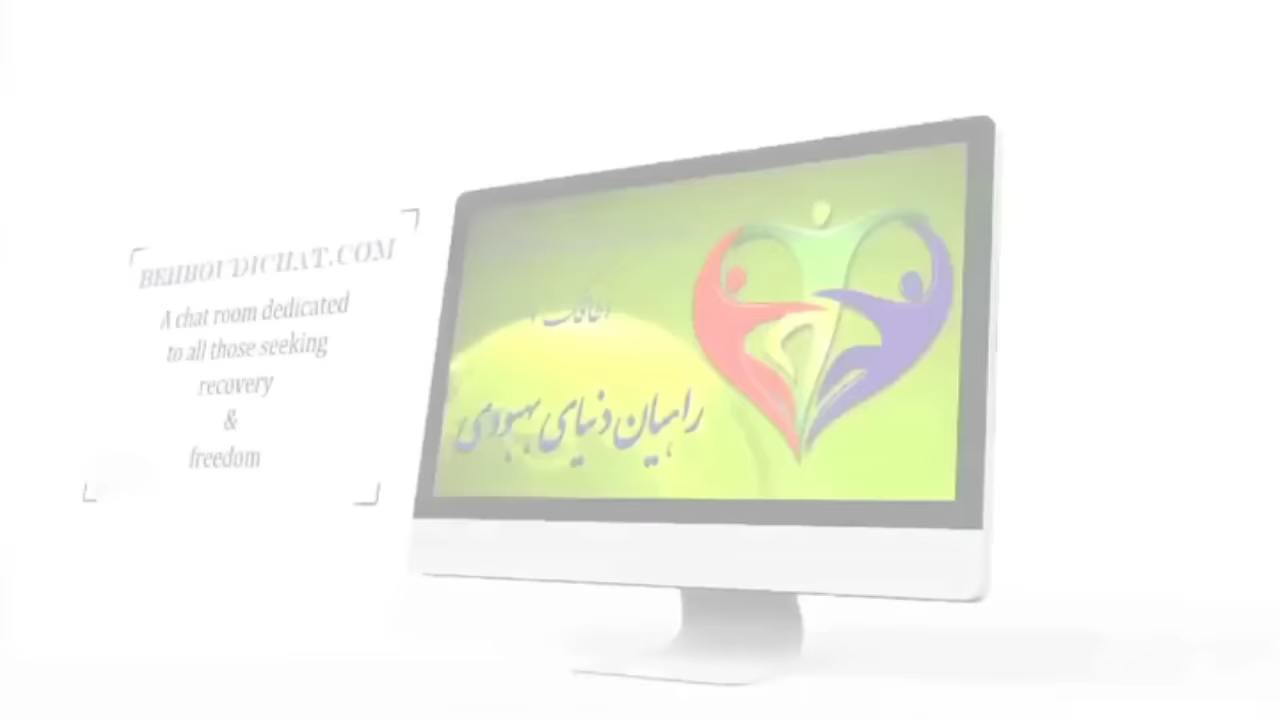 BEHBOUDICHAT.COM
A chat room dedicated
to all those seeking
recovery
&
freedom
راهیان دنیای بهبودی